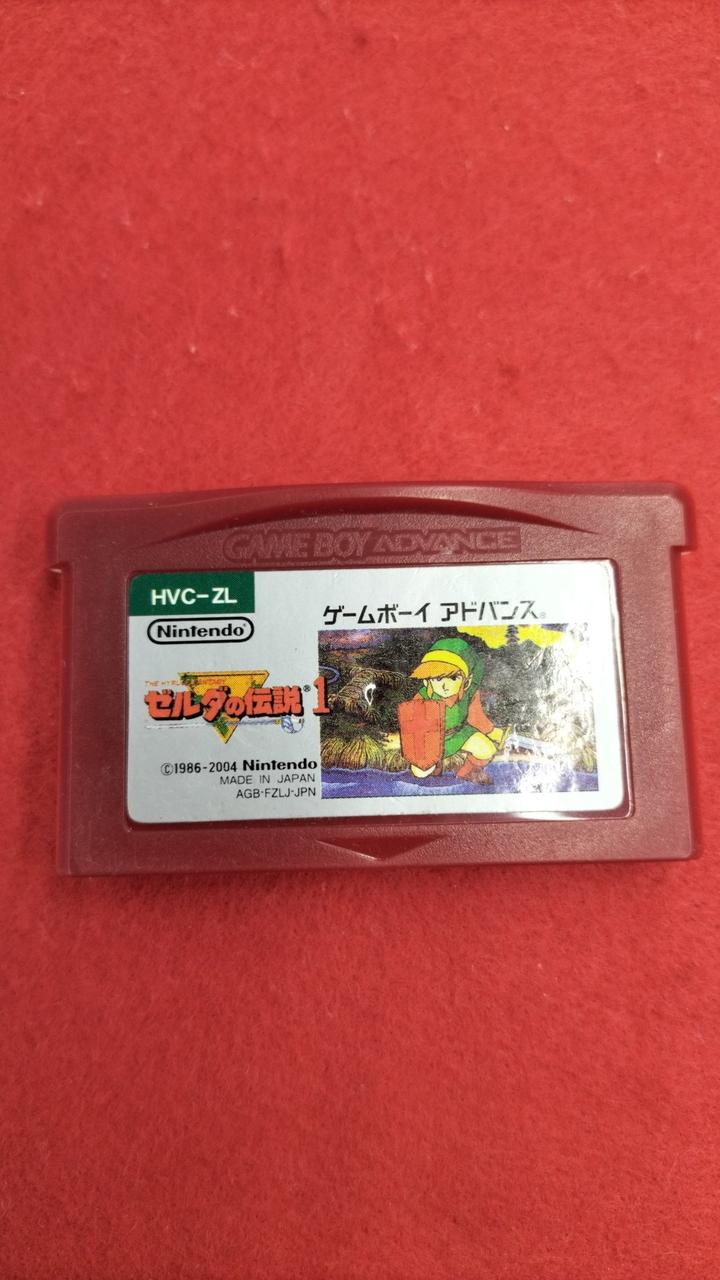 GAME BOY ADVANCE
HVC-ZL
Nintendo®
ゲームボーイ アドバンス®
THE HYRULE FANTASY
ゼルダの伝説® 1
©1986-2004 Nintendo
MADE IN JAPAN
AGB-FZLJ-JPN